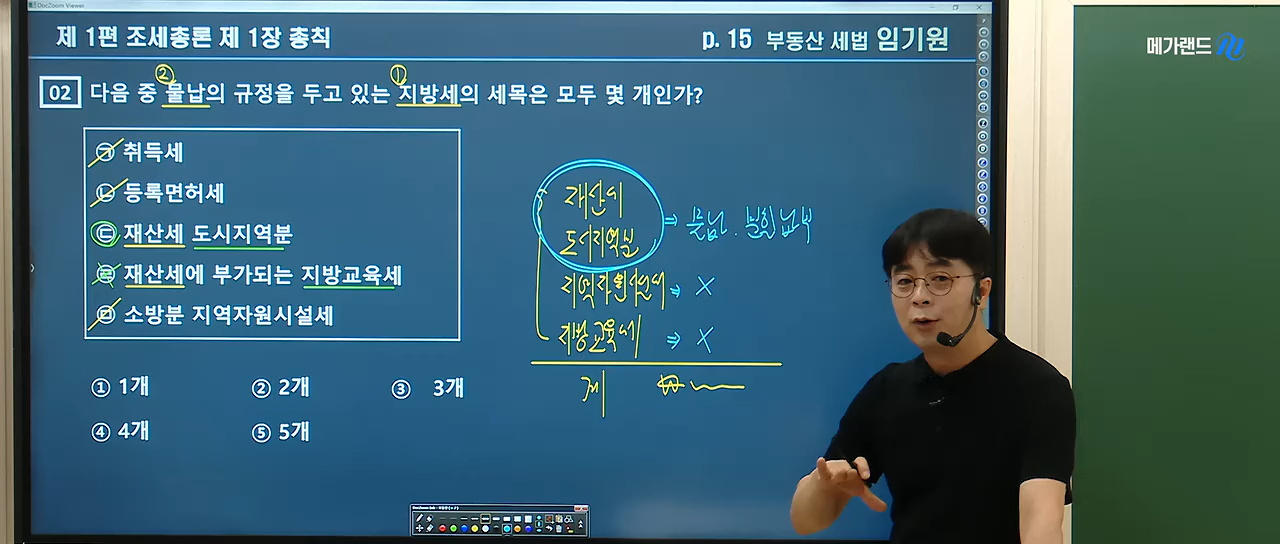 DocZoom Viewer
제 1편 조세총론 제 1장 총칙
p. 15 부동산 세법 임기원
메가랜드
② ①
02 다음 중 물납의 규정을 두고 있는 지방세의 세목은 모두 몇 개인가?
㉠ 취득세
㉡ 등록면허세
㉢ 재산세 도시지역분
㉣ 재산세에 부가되는 지방교육세
㉤ 소방분 지역자원시설세
재산세
도시지역분 ⇒ 물납. 분할납부
지역자원시설세 ⇒ X
지방교육세 ⇒ X
계 ₩
① 1개 ② 2개 ③ 3개
④ 4개 ⑤ 5개